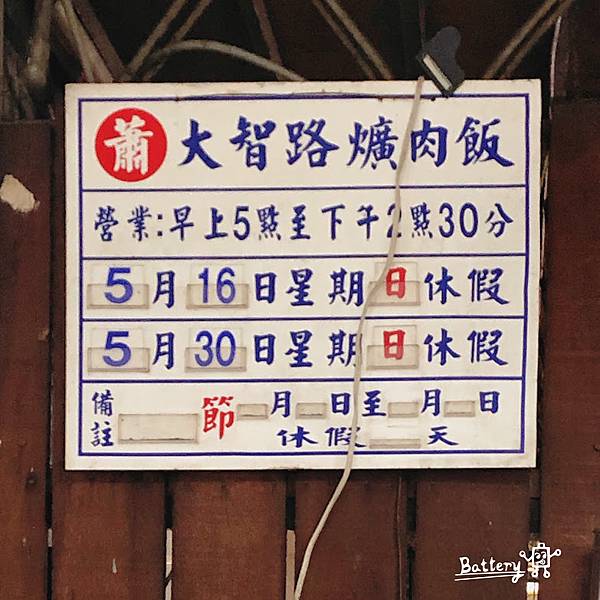 蕭 大智路爌肉飯
營業:早上5點至下午2點30分
5月16日星期日休假
5月30日星期日休假
備註 節 月 日至 月 日
休假 天
Battery